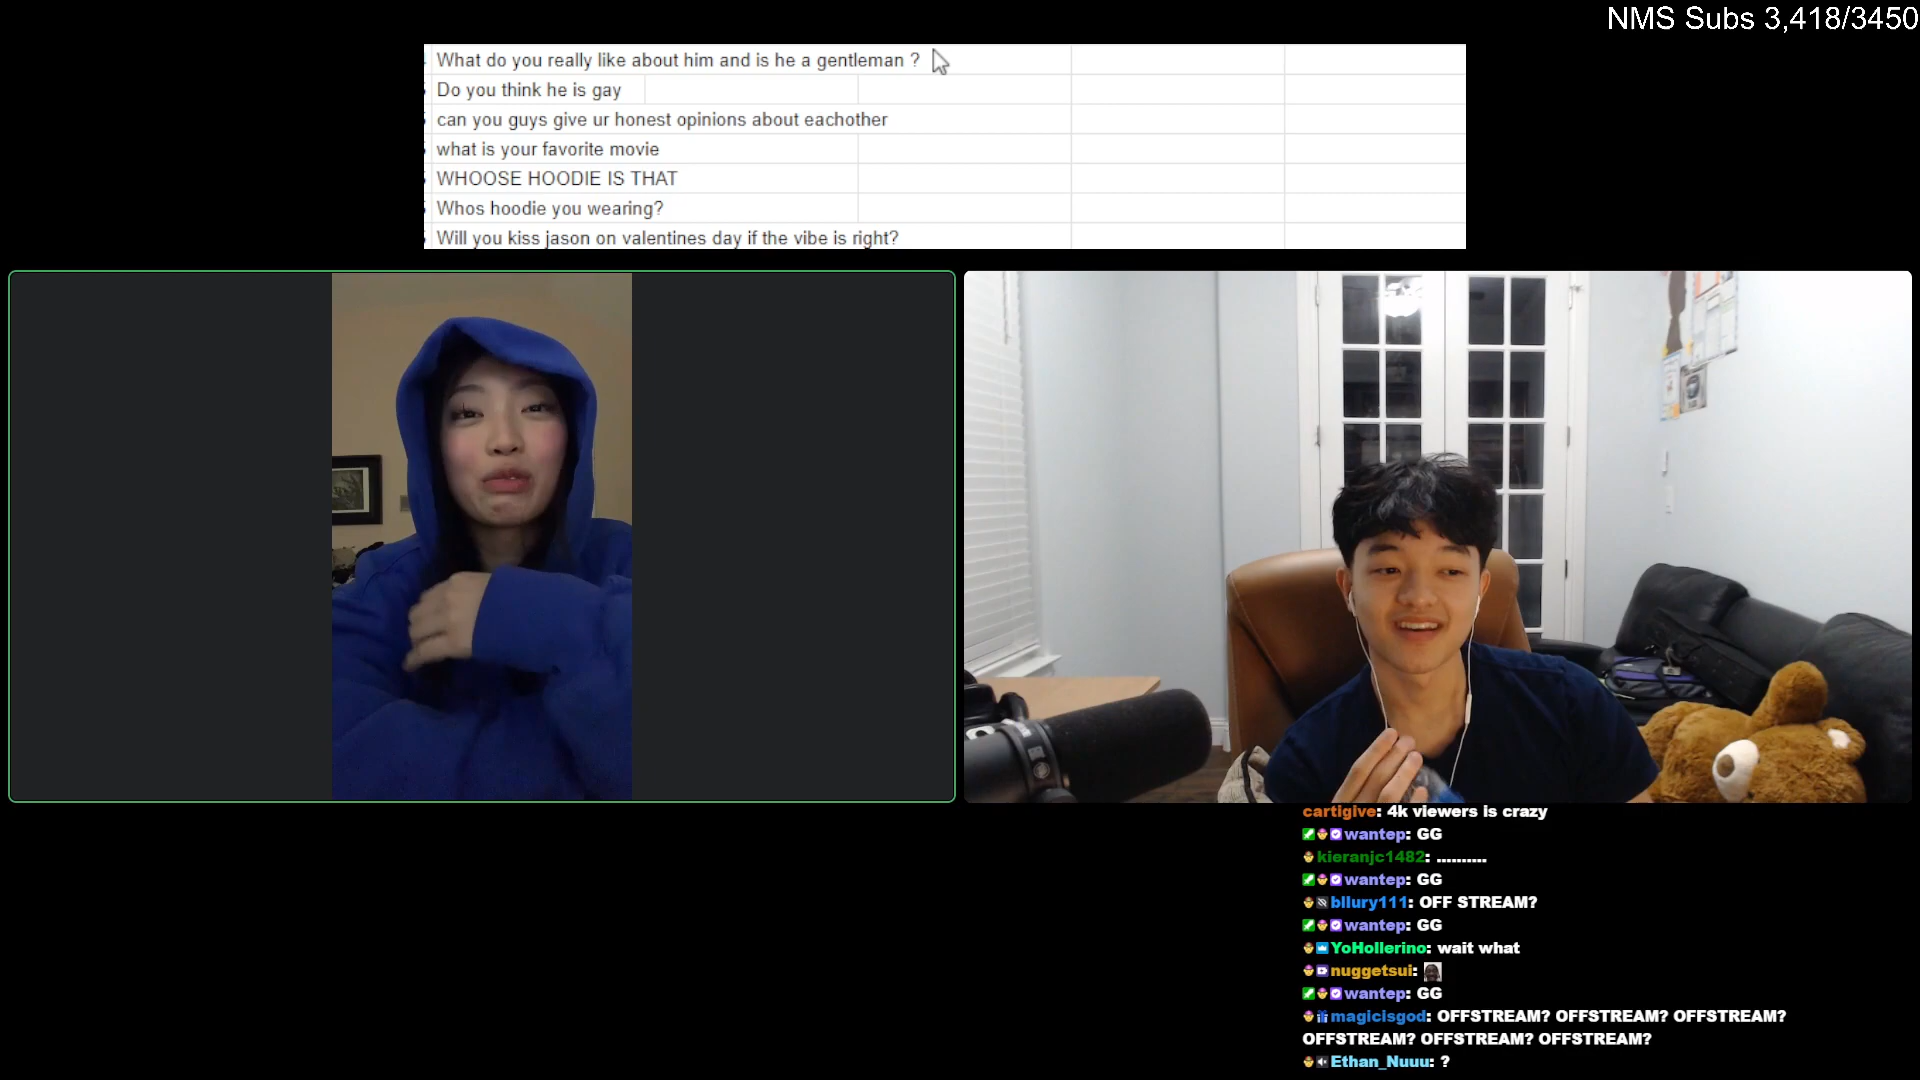 NMS Subs 3,418/3450
What do you really like about him and is he a gentleman ?
Do you think he is gay
can you guys give ur honest opinions about eachother
what is your favorite movie
WHOOSE HOODIE IS THAT
Whos hoodie you wearing?
Will you kiss jason on valentines day if the vibe is right?
cartigive: 4k viewers is crazy
wantep: GG
kieranjc1482: ..........
wantep: GG
bllury111: OFF STREAM?
wantep: GG
YoHollerino: wait what
nuggetsui:
wantep: GG
magicisgod: OFFSTREAM? OFFSTREAM? OFFSTREAM?
OFFSTREAM? OFFSTREAM? OFFSTREAM?
Ethan_Nuuu: ?